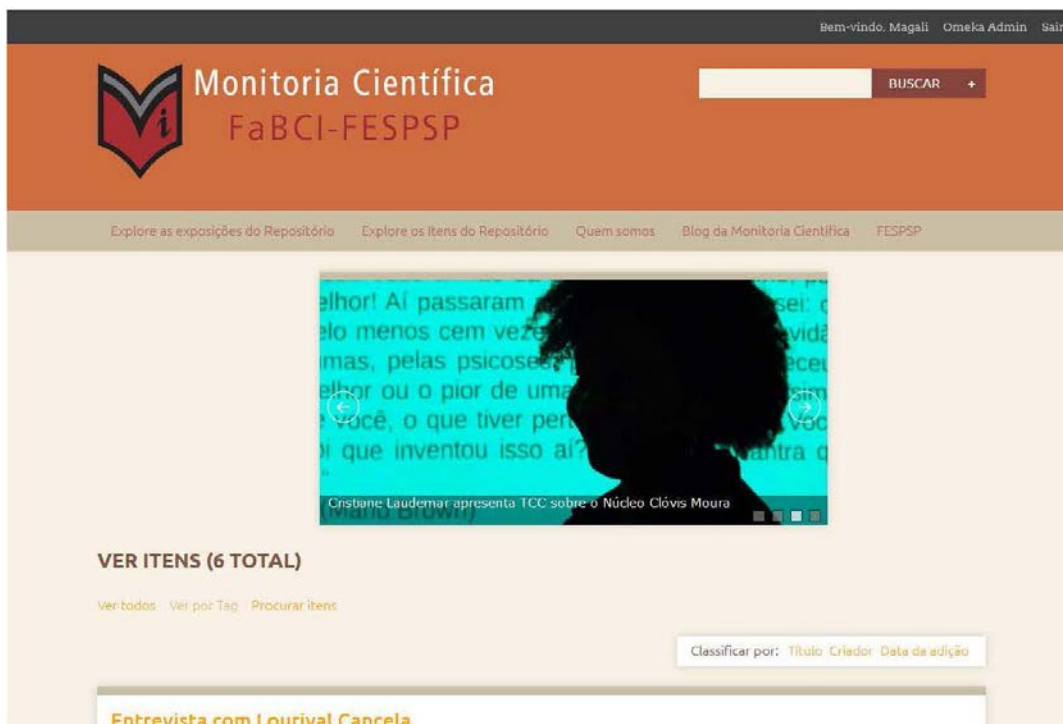 Bem-vindo. Magali Omeka Admin Sair
Monitoria Científica
FaBCI-FESPSP
i
BUSCAR +
Explore as exposições do Repositório Explore os Itens do Repositório Quem somos Blog da Monitoria Científica FESPSP
elhor! Aí passaram sei:
elo menos cem
mas, pelas psicoses
elhor ou o pior de uma
você, o que tiver
que inventou isso aí?
Cristiane Laudemar apresenta TCC sobre o Núcleo Clóvis Moura
(Mano Brown)
VER ITENS (6 TOTAL)
Ver todos Ver por Tag Procurar itens
Classificar por: Título Criador Data da adição
Entrevista com Lourival Cancela